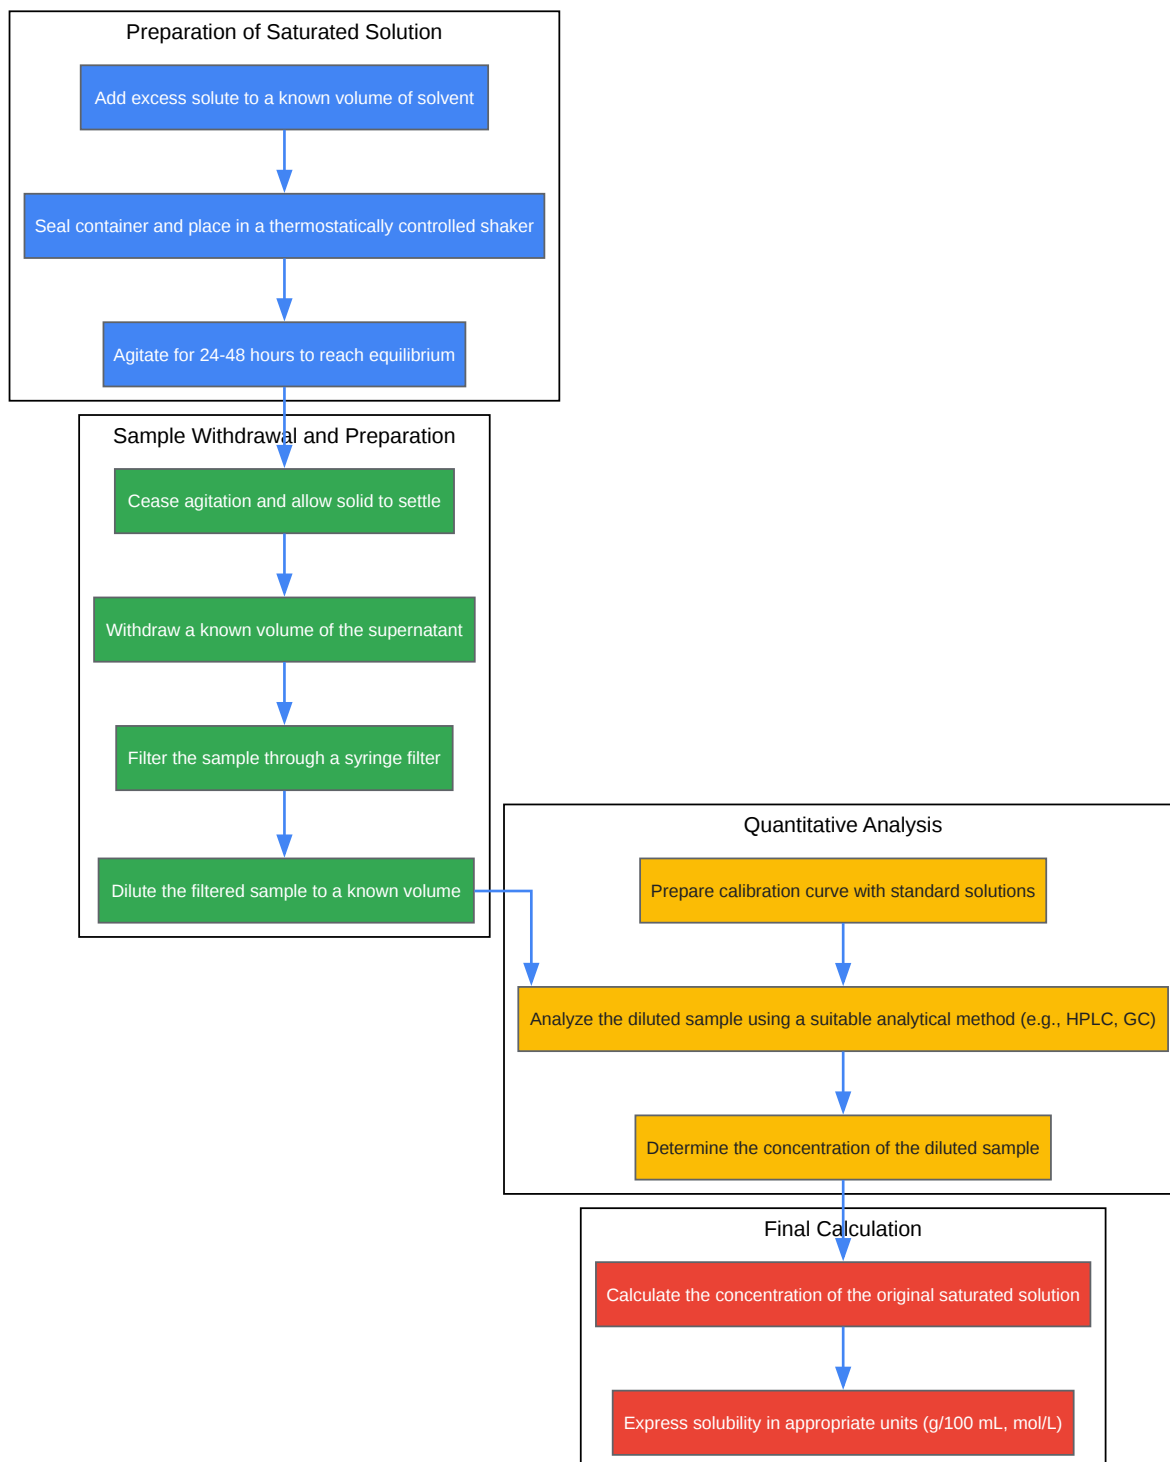 Preparation of Saturated Solution
Add excess solute to a known volume of solvent
Seal container and place in a thermostatically controlled shaker
Agitate for 24-48 hours to reach equilibrium
Sample Withdrawal and Preparation
Cease agitation and allow solid to settle
Withdraw a known volume of the supernatant
Filter the sample through a syringe filter
Dilute the filtered sample to a known volume
Quantitative Analysis
Prepare calibration curve with standard solutions
Analyze the diluted sample using a suitable analytical method (e.g., HPLC, GC)
Determine the concentration of the diluted sample
Final Calculation
Calculate the concentration of the original saturated solution
Express solubility in appropriate units (g/100 mL, mol/L)